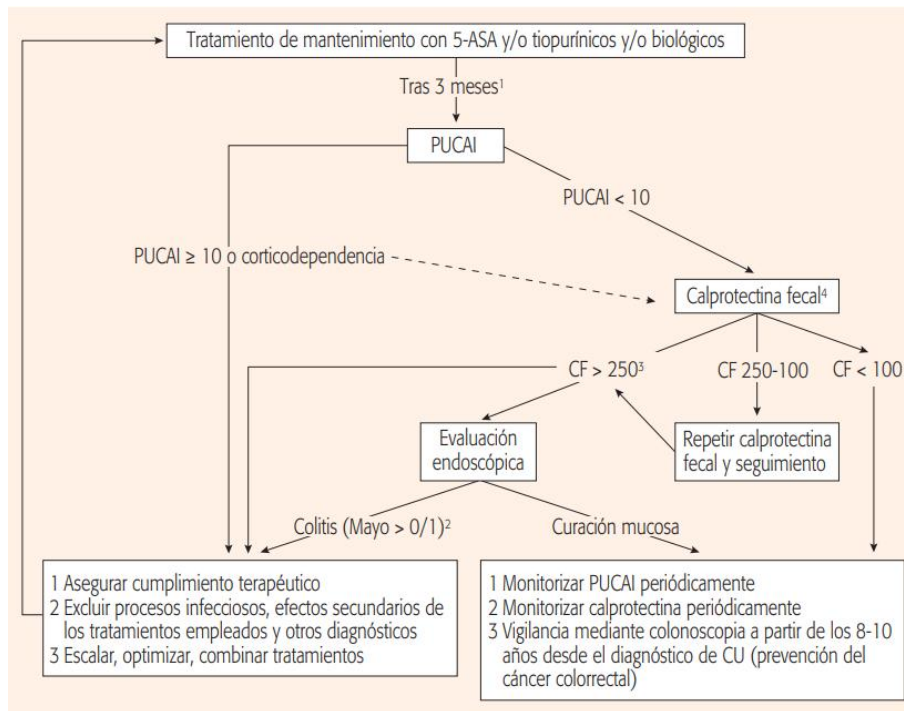 Tratamiento de mantenimiento con 5-ASA y/o tiopurínicos y/o biológicos
Tras 3 meses¹
PUCAI
PUCAI < 10
PUCAI ≥ 10 o corticodependencia
Calprotectina fecal⁴
CF > 250³
CF 250-100
CF < 100
Evaluación
endoscópica
Repetir calprotectina
fecal y seguimiento
Colitis (Mayo > 0/1)²
Curación mucosa
1 Asegurar cumplimiento terapéutico
2 Excluir procesos infecciosos, efectos secundarios de
los tratamientos empleados y otros diagnósticos
3 Escalar, optimizar, combinar tratamientos
1 Monitorizar PUCAI periódicamente
2 Monitorizar calprotectina periódicamente
3 Vigilancia mediante colonoscopia a partir de los 8-10
años desde el diagnóstico de CU (prevención del
cáncer colorrectal)